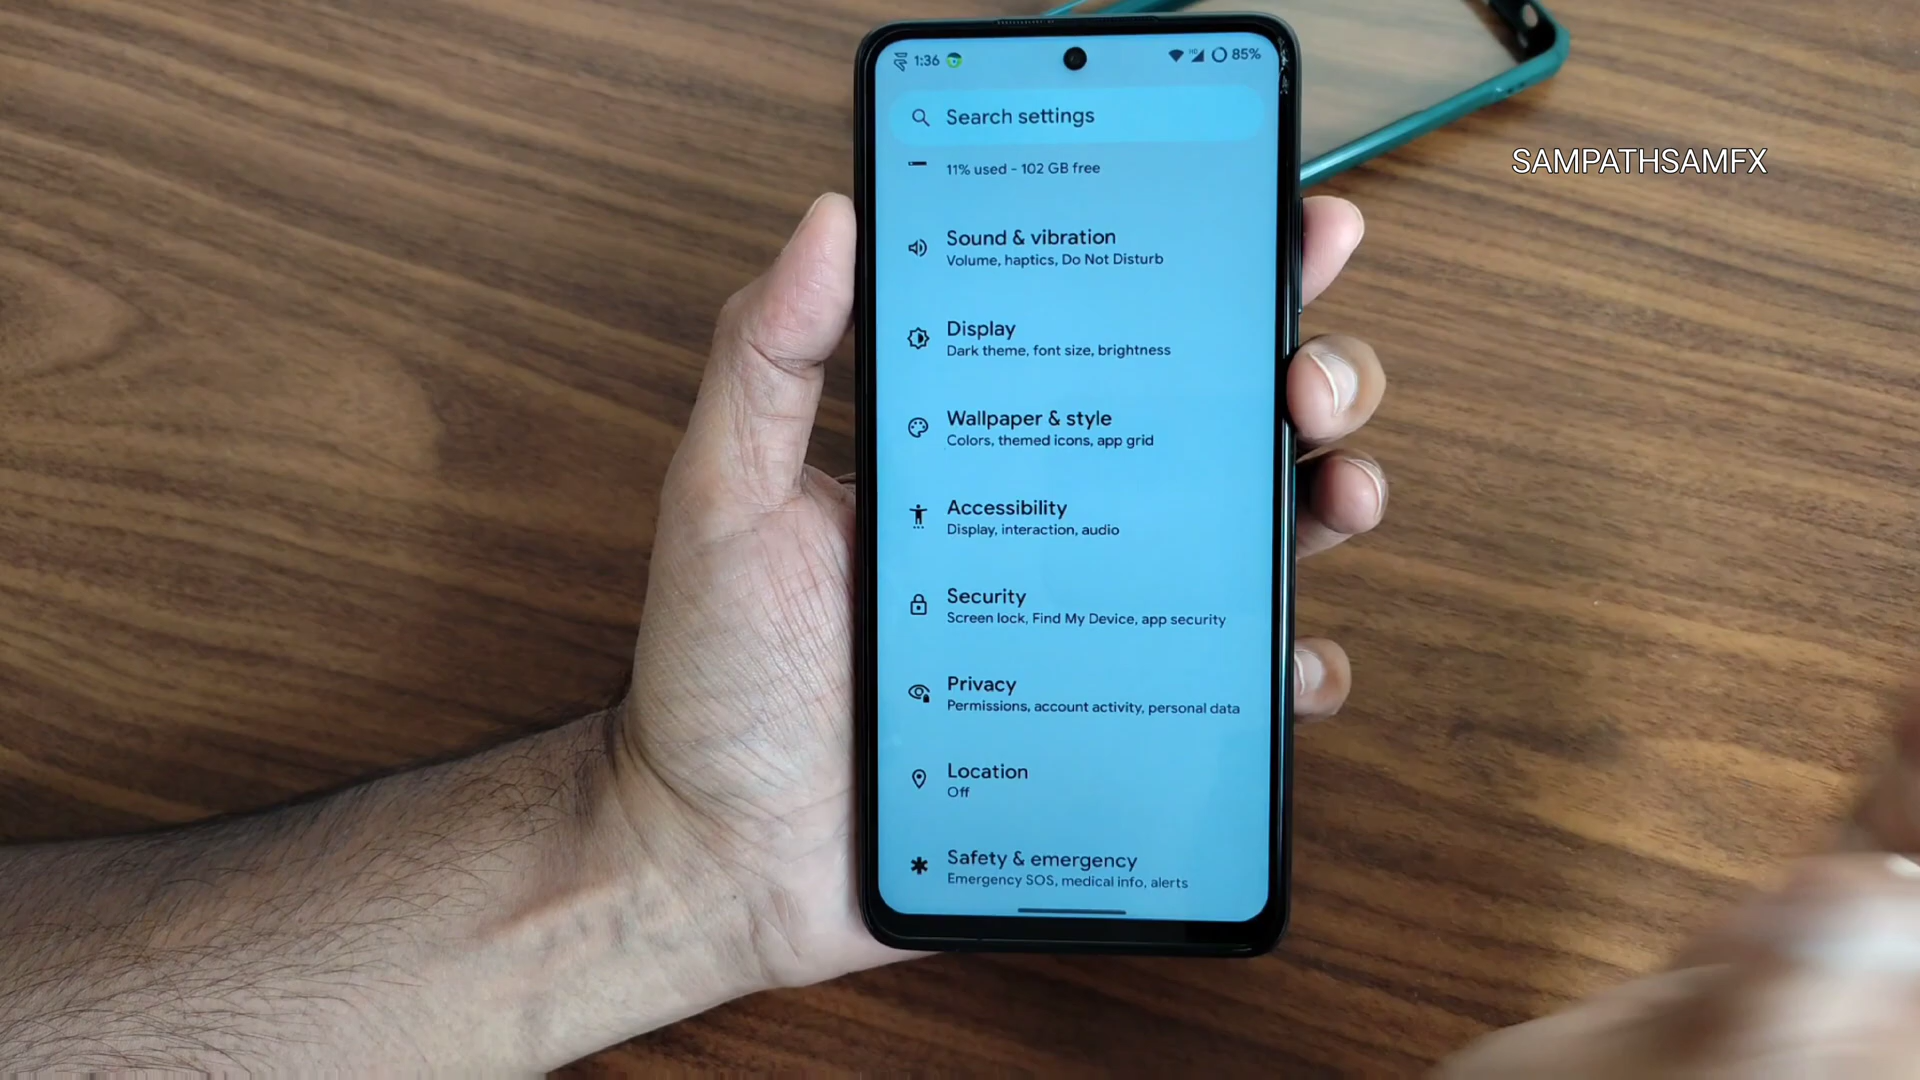 1:36
HD
85%
Search settings
11% used - 102 GB free
Sound & vibration
Volume, haptics, Do Not Disturb
Display
Dark theme, font size, brightness
Wallpaper & style
Colors, themed icons, app grid
Accessibility
Display, interaction, audio
Security
Screen lock, Find My Device, app security
Privacy
Permissions, account activity, personal data
Location
Off
Safety & emergency
Emergency SOS, medical info, alerts
SAMPATHSAMFX